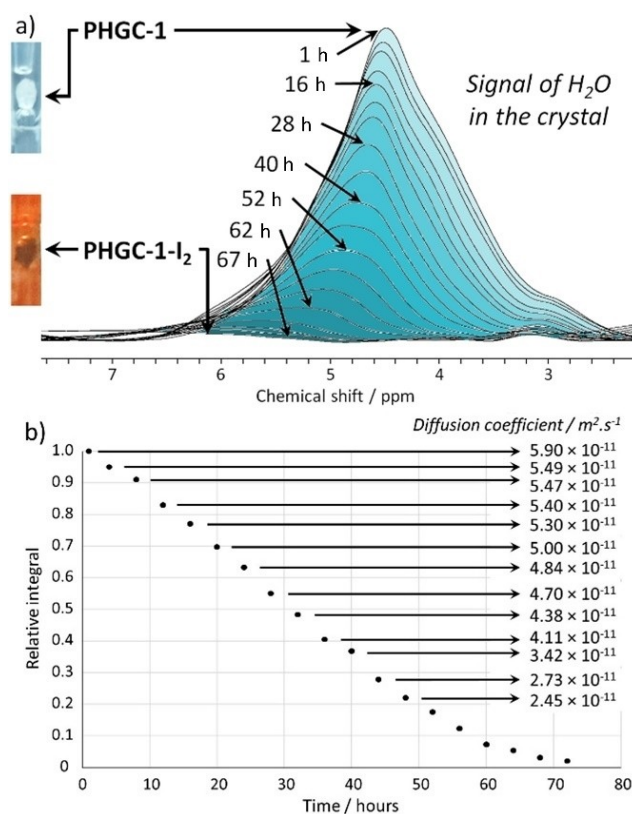 a)
PHGC-1
1 h
16 h
28 h
40 h
52 h
62 h
67 h
Signal of H₂O
in the crystal
PHGC-1-I₂
7
6
5
4
3
Chemical shift / ppm
b)
Diffusion coefficient / m².s⁻¹
5.90 × 10⁻¹¹
5.49 × 10⁻¹¹
5.47 × 10⁻¹¹
5.40 × 10⁻¹¹
5.30 × 10⁻¹¹
5.00 × 10⁻¹¹
4.84 × 10⁻¹¹
4.70 × 10⁻¹¹
4.38 × 10⁻¹¹
4.11 × 10⁻¹¹
3.42 × 10⁻¹¹
2.73 × 10⁻¹¹
2.45 × 10⁻¹¹
Relative integral
1.0
0.9
0.8
0.7
0.6
0.5
0.4
0.3
0.2
0.1
0
0
10
20
30
40
50
60
70
80
Time / hours